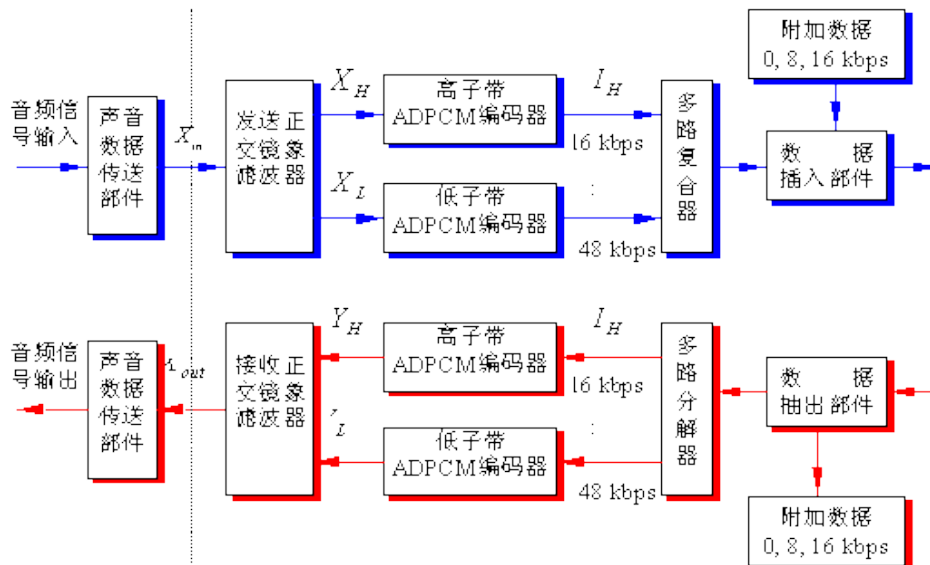 附加数据
0, 8, 16 kbps
音频信
号输入
声音
数据
传送
部件
发送正
交镜象
滤波器
X_H
高子带
ADPCM编码器
I_H
16 kbps
X_L
低子带
ADPCM编码器
48 kbps
多路复合器
数 据
插入部件
音频信
号输出
声音
数据
传送
部件
out
接收正
交镜象
滤波器
Y_H
高子带
ADPCM编码器
I_H
16 kbps
L
低子带
ADPCM编码器
48 kbps
多路分解器
数 据
抽出部件
附加数据
0, 8, 16 kbps